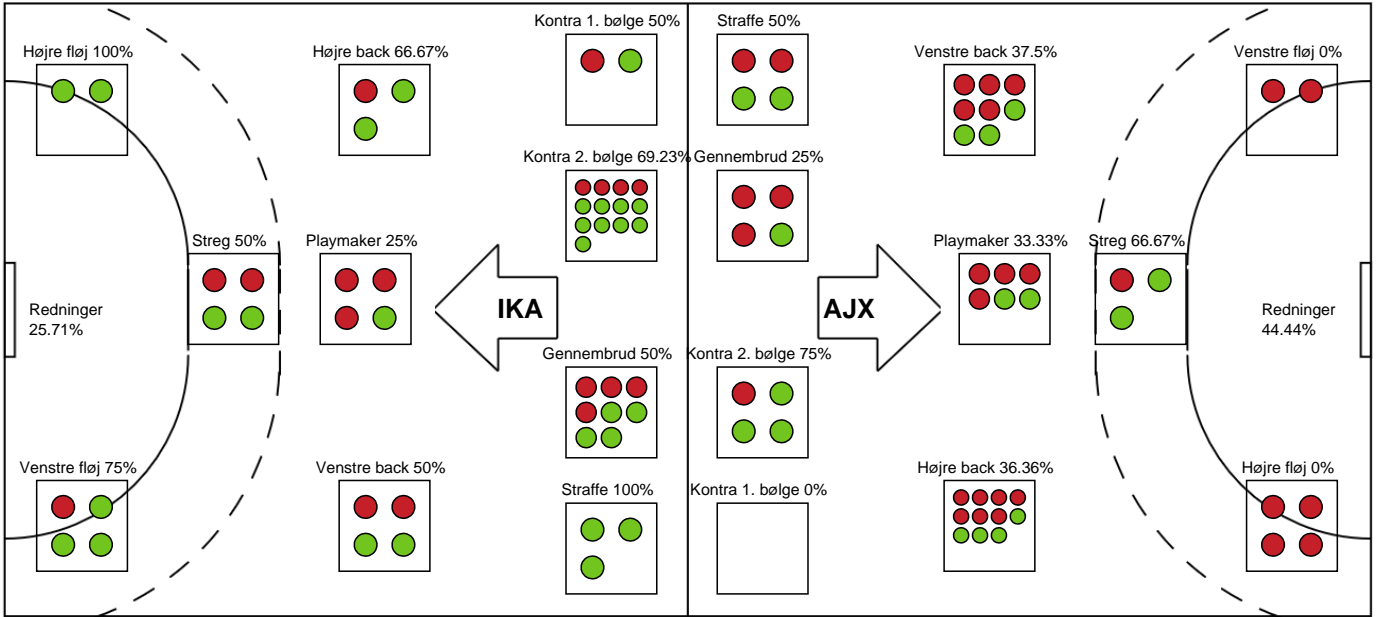 Kontra 1. bølge 50%
Straffe 50%
Højre fløj 100%
Højre back 66.67%
Venstre back 37.5%
Venstre fløj 0%
Kontra 2. bølge 69.23%
Gennembrud 25%
Streg 50%
Playmaker 25%
Playmaker 33.33%
Streg 66.67%
Redninger
25.71%
IKA
AJX
Redninger
44.44%
Gennembrud 50%
Kontra 2. bølge 75%
Venstre fløj 75%
Venstre back 50%
Højre back 36.36%
Højre fløj 0%
Straffe 100%
Kontra 1. bølge 0%